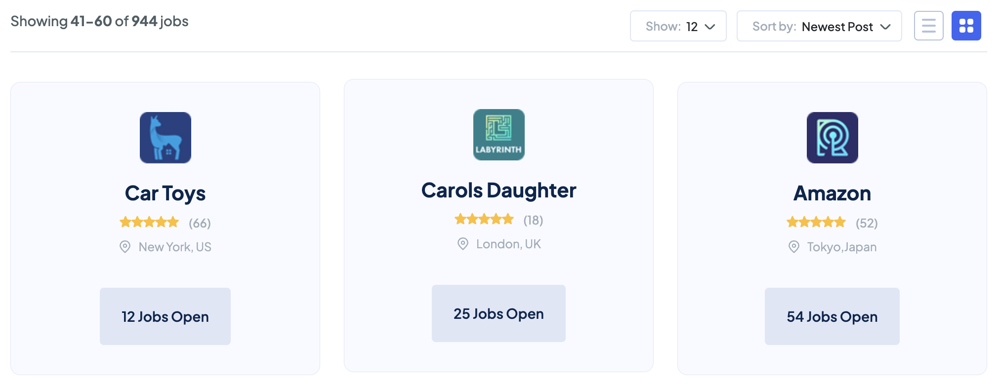 Showing 41–60 of 944 jobs
Show: 12
Sort by: Newest Post
Car Toys
(66)
New York, US
12 Jobs Open
LABYRINTH
Carols Daughter
(18)
London, UK
25 Jobs Open
Amazon
(52)
Tokyo,Japan
54 Jobs Open